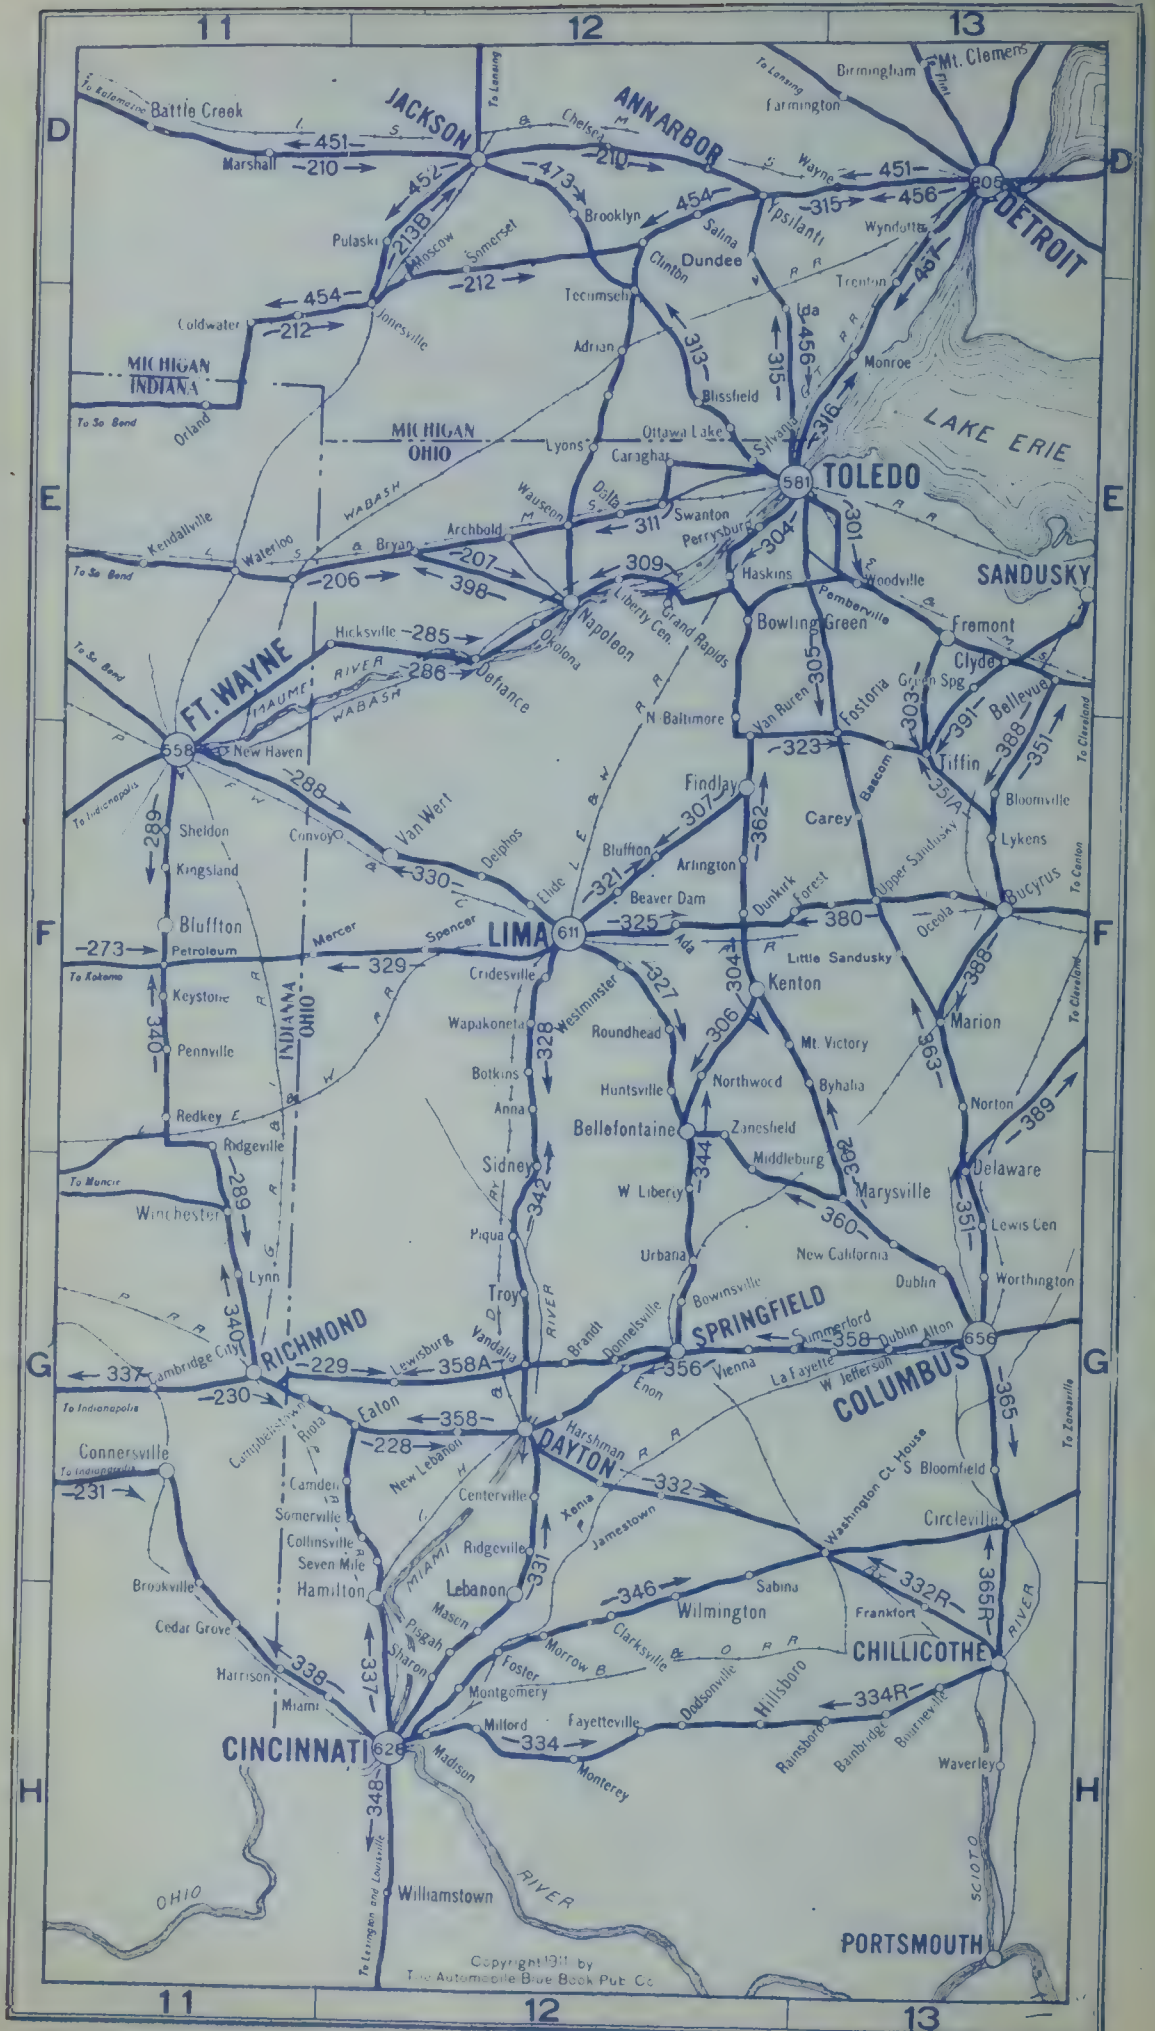 11 12 13
D D
E E
F F
G G
H H
To Kalamazoo
Battle Creek
Marshall
451
210
JACKSON
To Lansing
L S & M S
Chelsea
210
ANN ARBOR
To Lansing
Farmington
Birmingham
To Flint
Mt. Clemens
Wayne
451
456
315
805
DETROIT
452
213B
Pulaski
Moscow
Somerset
473
Brooklyn
454
Salina
Ypsilanti
Wyndotte
Clinton
Dundee
Trenton
457
212
454
212
Coldwater
Jonesville
Tecumseh
Ida
456
315
R R
Monroe
MICHIGAN
INDIANA
Adrian
313
Blissfield
316
To So Bend
Orland
MICHIGAN
OHIO
Lyons
Ottawa Lake
Caraghar
Sylvania
LAKE ERIE
581
TOLEDO
WABASH
Wauseon
Delta
311
Swanton
Perrysburg
304
301
R R
Kendallville
Waterloo
L S & M S
Archbold
Bryan
206
207
398
309
Haskins
Woodville
SANDUSKY
To So Bend
Liberty Cen.
Grand Rapids
Napoleon
Okolona
Bowling Green
Pemberville
Fremont
To So Bend
FT. WAYNE
Hicksville
285
286
Defiance
MAUME RIVER
WABASH
305
303
Clyde
Green Spg
391
Bellevue
388
351
558
New Haven
N Baltimore
Van Buren
Fostoria
323
Tiffin
To Cleveland
To Indianapolis
288
F W
Findlay
Bascom
351A
Bloomville
289
Sheldon
Convoy
Van Wert
Delphos
307
362
Carey
Lykens
Kingsland
330
Elida
L E & W R R
321
Bluffton
Arlington
Upper Sandusky
To Canton
Bluffton
Beaver Dam
Dunkirk
Forest
Bucyrus
273
Petroleum
Mercer
Spencer
LIMA
611
325
Ada
380
Oceola
To Kokomo
329
Cridesville
Westminster
327
304
Little Sandusky
388
Keystone
Kenton
To Cleveland
340
INDIANNA
OHIO
Wapakoneta
328
Roundhead
306
Marion
Pennville
Botkins
Huntsville
Northwood
Mt. Victory
363
Anna
Byhalia
Redkey
L E & W R R
Bellefontaine
Zanesfield
Norton
389
Ridgeville
Sidney
344
Middleburg
362
Delaware
To Muncie
289
342
W Liberty
Marysville
351
Winchester
Piqua
360
Lewis Cen
Urbana
New California
Lynn
Troy
Dublin
Worthington
340
RIVER
Bowinsville
SPRINGFIELD
656
COLUMBUS
P R R
G R & I R R
RICHMOND
Vandalia
Brandt
Donnelsville
Summerford
358
Dublin
Alton
337
Cambridge City
229
Lewisburg
358A
Enon
356
Vienna
La Fayette
W Jefferson
230
To Indianapolis
Campbellstown
Riota
Eaton
358
228
New Lebanon
Harshman
DAYTON
365
To Zanesville
Connersville
To Indianapolis
231
Camden
Centerville
Xenia
332
Jamestown
Washington Ct. House
S Bloomfield
Somerville
Collinsville
Seven Mile
Hamilton
MIAMI
Ridgeville
331
Lebanon
Circleville
Brookville
Cedar Grove
346
Sabina
Wilmington
332R
Frankfort
365R
RIVER
Mason
Pisgah
Sharon
Foster
Morrow
Clarksville
B & O R R
CHILLICOTHE
Harrison
338
Miami
337
Montgomery
Milford
334
Fayetteville
Dodsonville
Hillsboro
334R
Rainsboro
Bainbridge
Bourneville
CINCINNATI
628
Madison
Monterey
Waverley
348
To Lexington and Louisville
SCIOTO
OHIO
Williamstown
RIVER
PORTSMOUTH
Copyright 1911 by
The Automobile Blue Book Pub Co
11 12 13